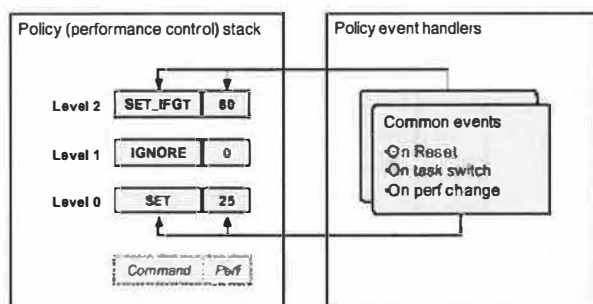 Policy (performance control) stack
Policy event handlers
Level 2 SET_IFGT 80
Level 1 IGNORE 0
Level 0 SET 25
Command Perf
Common events
•On Reset
•On task switch
•On perf change